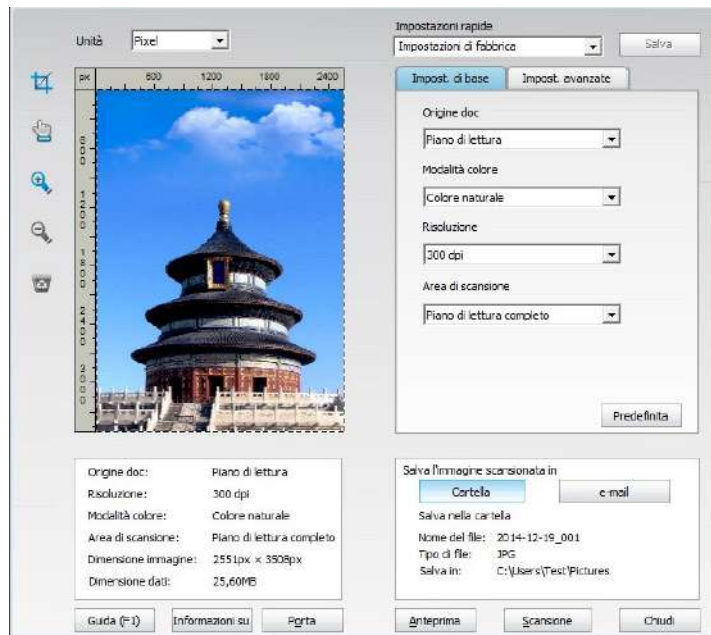 Unità
Pixel
Impostazioni rapide
Impostazioni di fabbrica
Salva
px 600 1200 1800 2400
600
1200
1800
2400
3000
Impost. di base
Impost. avanzate
Origine doc
Piano di lettura
Modalità colore
Colore naturale
Risoluzione
300 dpi
Area di scansione
Piano di lettura completo
Predefinita
Origine doc: Piano di lettura
Risoluzione: 300 dpi
Modalità colore: Colore naturale
Area di scansione: Piano di lettura completo
Dimensione immagine: 2551px × 3508px
Dimensione dati: 25,60MB
Salva l'immagine scansionata in
Cartella
e-mail
Salva nella cartella
Nome del file: 2014-12-19_001
Tipo di file: JPG
Salva in: C:\Users\Test\Pictures
Guida (F1)
Informazioni su
Porta
Anteprima
Scansione
Chiudi